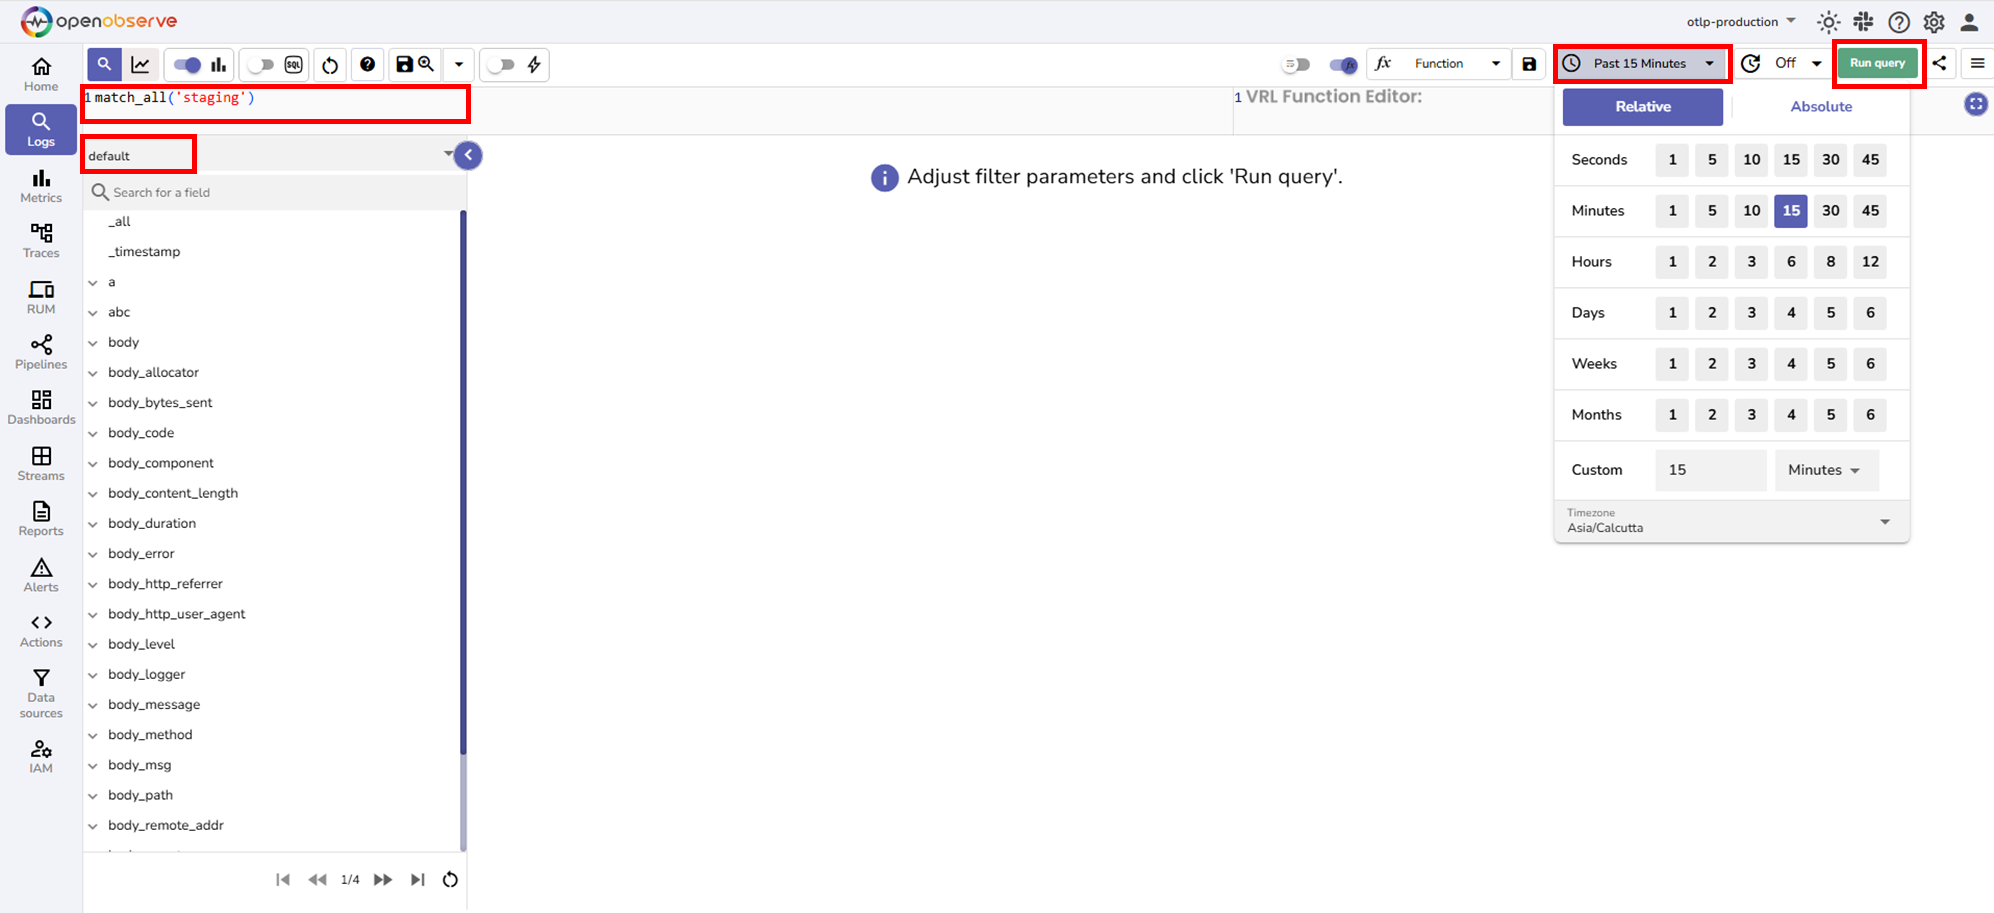 openobserve
otlp-production
Home
Logs
Metrics
Traces
RUM
Pipelines
Dashboards
Streams
Reports
Alerts
Actions
Data
sources
IAM
SQL
fx
Function
Past 15 Minutes
Off
Run query
1 match_all('staging')
1 VRL Function Editor:
default
Search for a field
_all
_timestamp
a
abc
body
body_allocator
body_bytes_sent
body_code
body_component
body_content_length
body_duration
body_error
body_http_referrer
body_http_user_agent
body_level
body_logger
body_message
body_method
body_msg
body_path
body_remote_addr
1/4
Adjust filter parameters and click 'Run query'.
Relative Absolute
Seconds 1 5 10 15 30 45
Minutes 1 5 10 15 30 45
Hours 1 2 3 6 8 12
Days 1 2 3 4 5 6
Weeks 1 2 3 4 5 6
Months 1 2 3 4 5 6
Custom 15 Minutes
Timezone
Asia/Calcutta